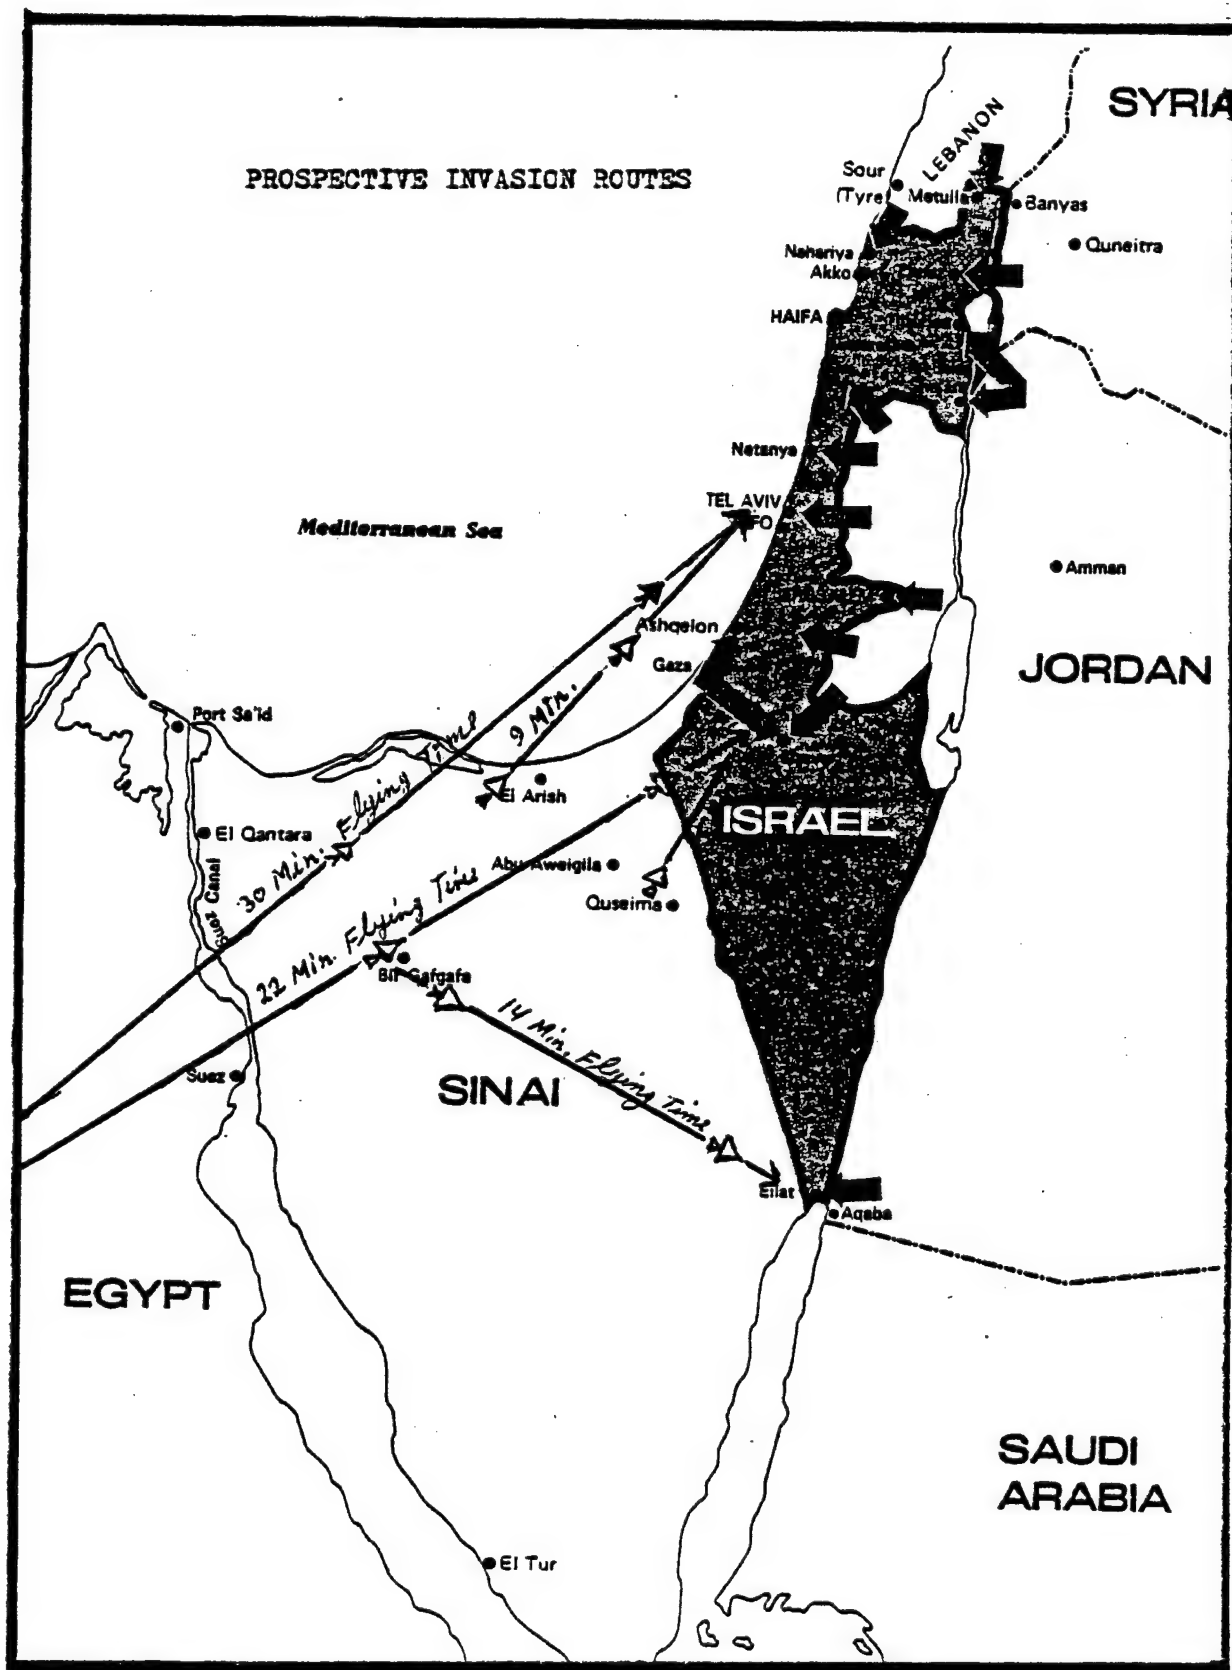 SYRIA
LEBANON
PROSPECTIVE INVASION ROUTES
Sour
(Tyre)
Metulla
Banyas
Quneitra
Nahariya
Akko
HAIFA
Netanya
TEL AVIV
Mediterranean Sea
Amman
Ashqelon
Gaza
JORDAN
9 Min.
Port Sa'id
30 Min. Flying Time
El Arish
ISRAEL
El Qantara
Suez Canal
Abu Aweigila
22 Min. Flying Time
Quseima
Bir Gafgafa
14 Min. Flying Time
Suez
SINAI
Eilat
Aqaba
EGYPT
SAUDI
ARABIA
El Tur